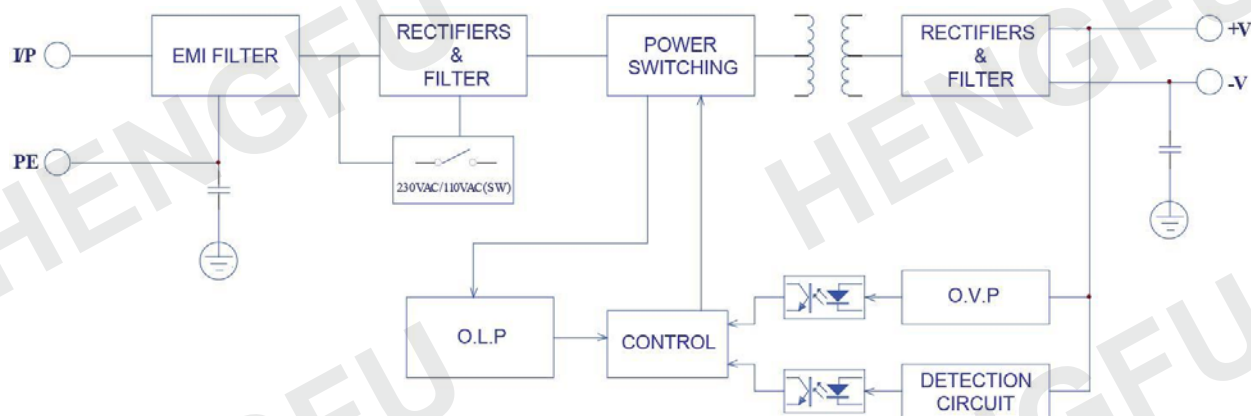 I/P
EMI FILTER
RECTIFIERS
&
FILTER
POWER
SWITCHING
RECTIFIERS
&
FILTER
+V
-V
PE
230VAC/110VAC(SW)
O.L.P
CONTROL
O.V.P
DETECTION
CIRCUIT
HENGFU
HENGFU
HENGFU
HENGFU